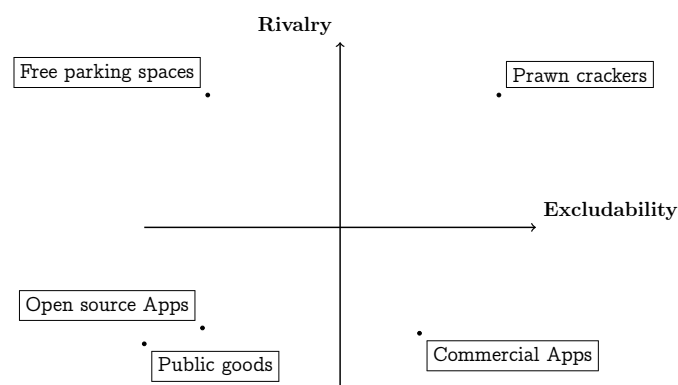 Rivalry
Free parking spaces
Prawn crackers
Excludability
Open source Apps
Public goods
Commercial Apps